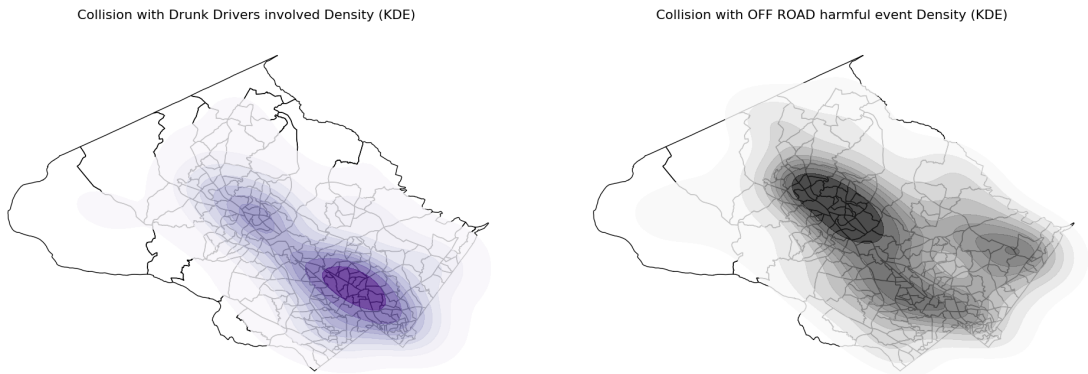 Collision with Drunk Drivers involved Density (KDE)
Collision with OFF ROAD harmful event Density (KDE)